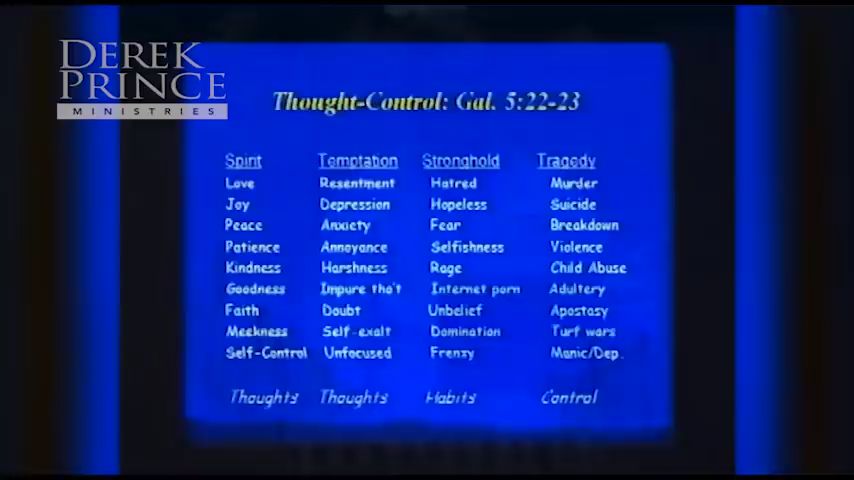 DEREK
PRINCE
MINISTRIES
Thought-Control: Gal. 5:22-23
Spirit Temptation Stronghold Tragedy
Love Resentment Hatred Murder
Joy Depression Hopeless Suicide
Peace Anxiety Fear Breakdown
Patience Annoyance Selfishness Violence
Kindness Harshness Rage Child Abuse
Goodness Impure tho't Internet porn Adultery
Faith Doubt Unbelief Apostasy
Meekness Self-exalt Domination Turf wars
Self-Control Unfocused Frenzy Manic/Dep.
Thoughts Thoughts Habits Control